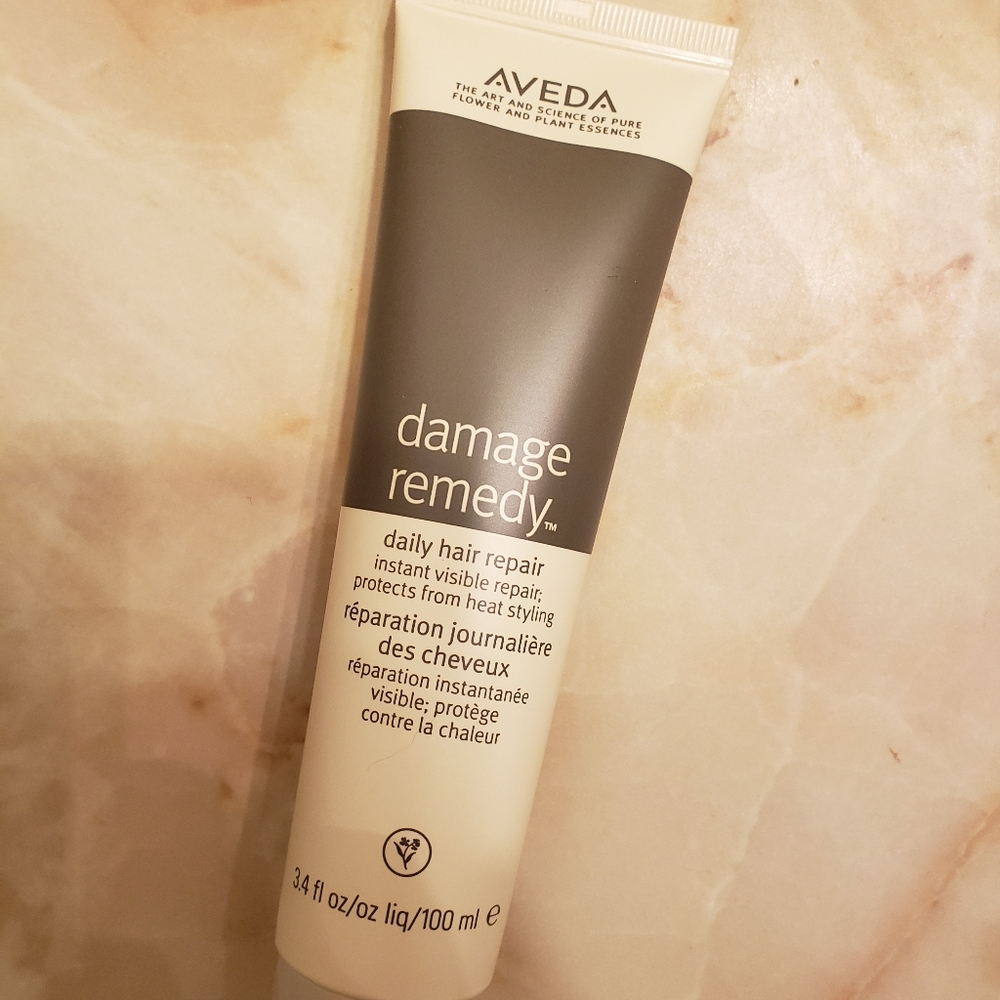 AVEDA
THE ART AND SCIENCE OF PURE
FLOWER AND PLANT ESSENCES
damage
remedy™
daily hair repair
instant visible repair;
protects from heat styling
réparation journalière
des cheveux
réparation instantanée
visible; protège
contre la chaleur
3.4 fl oz/oz liq/100 ml ℮